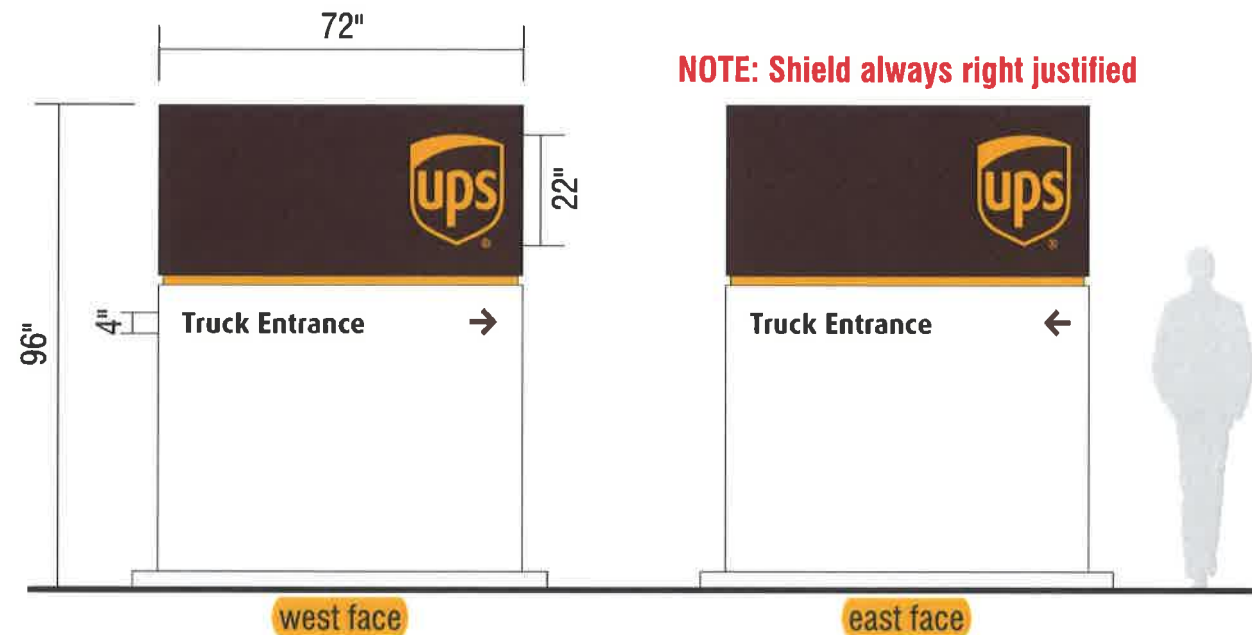 72"
NOTE: Shield always right justified
ups
®
22"
ups
®
96"
4"
Truck Entrance →
Truck Entrance ←
west face
east face